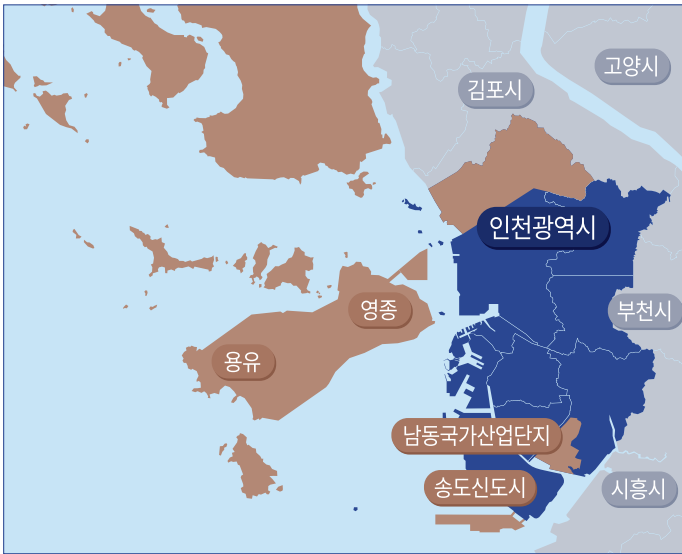 고양시
김포시
인천광역시
영종
부천시
용유
남동국가산업단지
송도신도시
시흥시